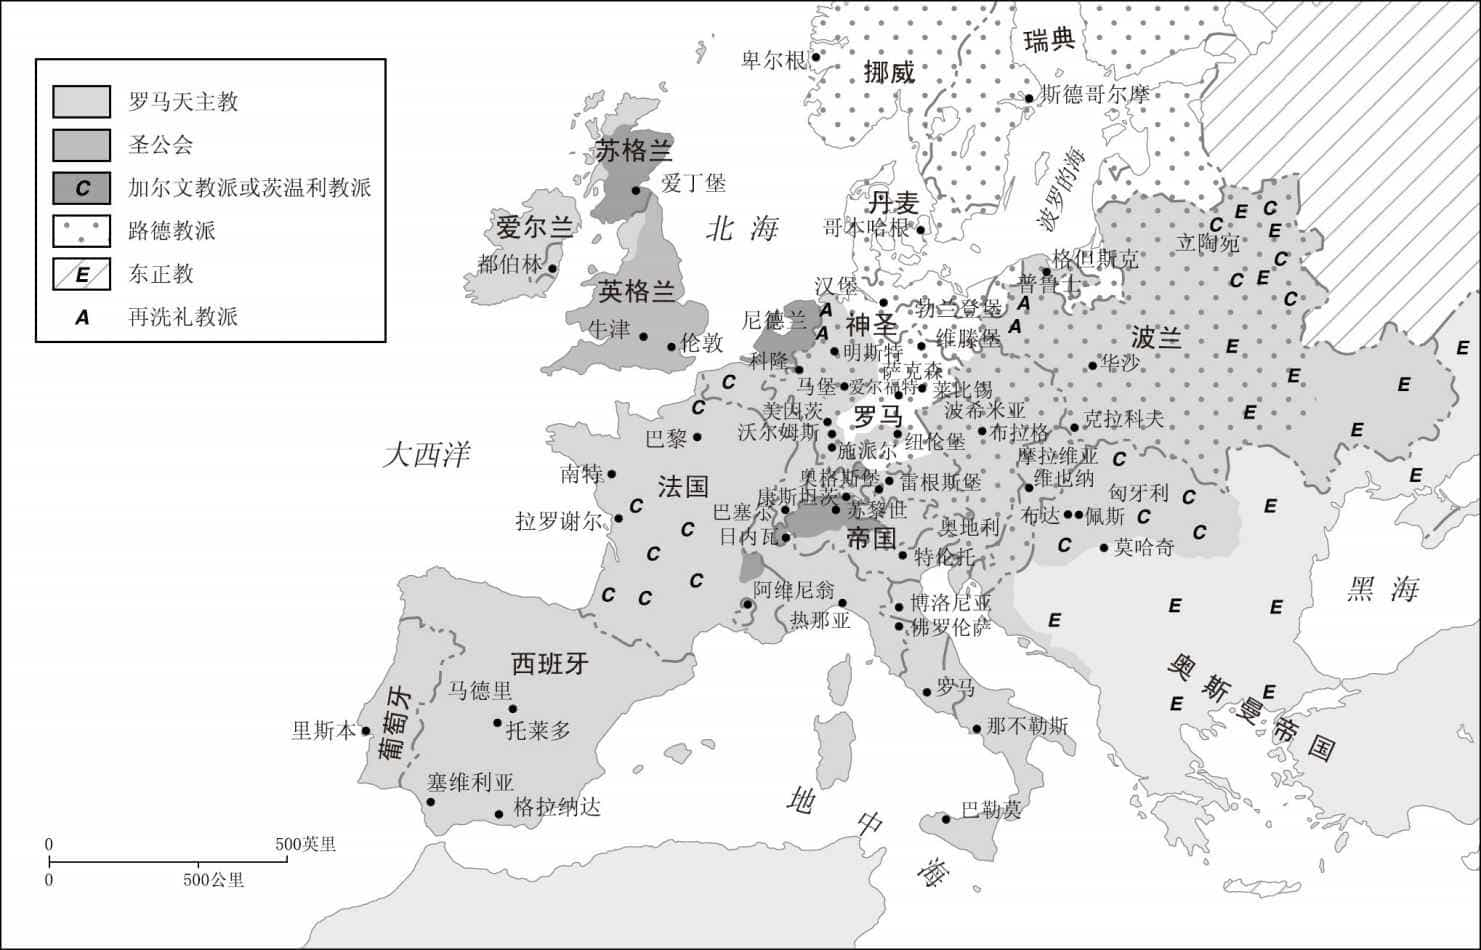 罗马天主教
圣公会
C 加尔文教派或茨温利教派
路德教派
E 东正教
A 再洗礼教派
卑尔根
挪威
瑞典
斯德哥尔摩
苏格兰
爱丁堡
爱尔兰
都伯林
北海
丹麦
哥本哈根
波罗的海
立陶宛
E
C
C
E
C
C
E
C
英格兰
牛津
伦敦
尼德兰
汉堡
A
A
神圣
勃兰登堡
格但斯克
普鲁士
A
A
波兰
华沙
E
E
E
E
E
E
E
科隆
明斯特
维滕堡
萨克森
马堡
爱尔福特
莱比锡
美因茨
沃尔姆斯
罗马
波希米亚
布拉格
克拉科夫
施派尔
纽伦堡
摩拉维亚
C
C
C
大西洋
巴黎
南特
法国
拉罗谢尔
C
C
C
C
C
C
奥格斯堡
雷根斯堡
维也纳
匈牙利
C
康斯坦茨
巴塞尔
苏黎世
日内瓦
帝国
奥地利
布达
佩斯
C
C
C
E
莫哈奇
特伦托
黑海
阿维尼翁
热那亚
博洛尼亚
佛罗伦萨
E
E
E
西班牙
马德里
托莱多
葡萄牙
里斯本
塞维利亚
格拉纳达
罗马
那不勒斯
E
E
奥斯曼帝国
地中海
巴勒莫
0 500英里
0 500公里